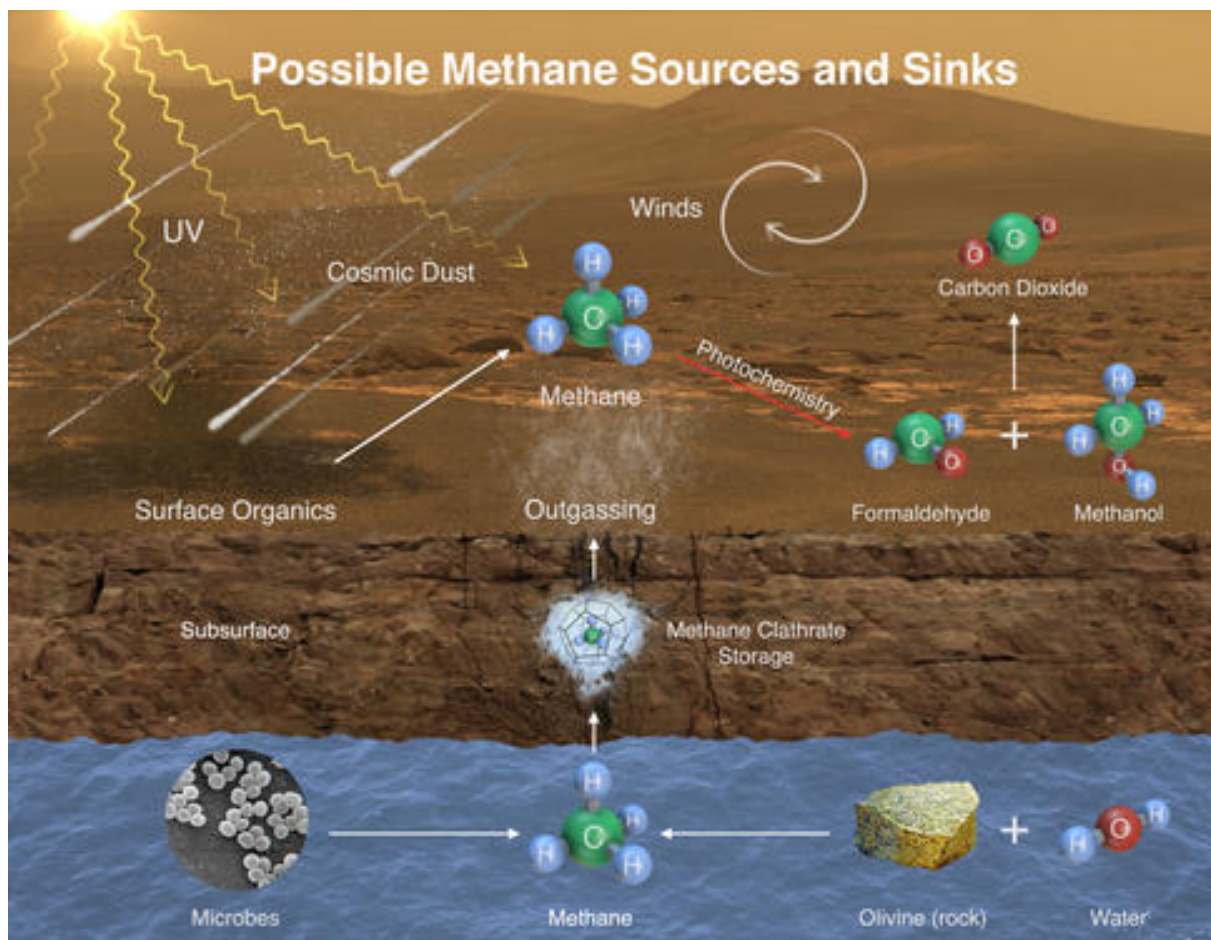 Possible Methane Sources and Sinks
UV
Cosmic Dust
Winds
Carbon Dioxide
Methane
Photochemistry
Surface Organics
Outgassing
Formaldehyde
+
Methanol
Subsurface
Methane Clathrate
Storage
Microbes
Methane
Olivine (rock)
+
Water